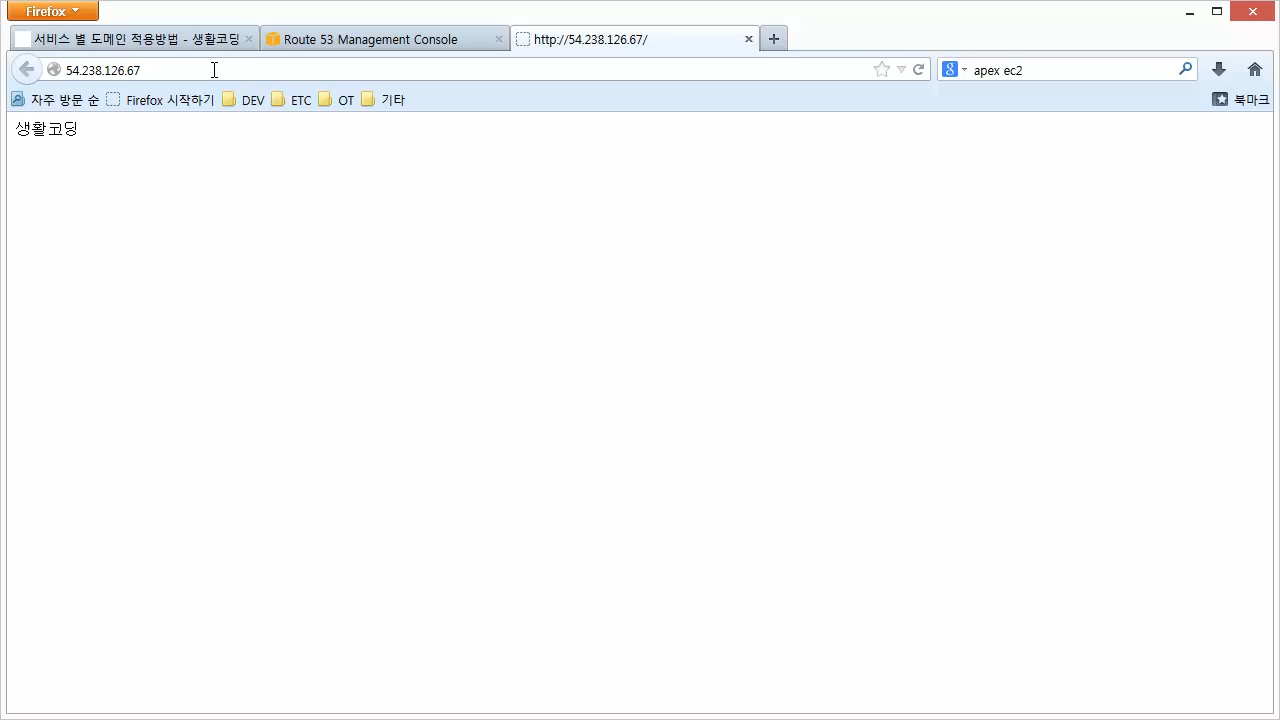 Firefox
서비스 별 도메인 적용방법 - 생활코딩
Route 53 Management Console
http://54.238.126.67/
54.238.126.67
8
apex ec2
자주 방문 순
Firefox 시작하기
DEV
ETC
OT
기타
북마크
생활코딩